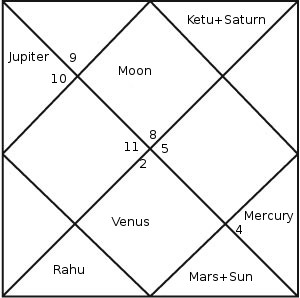 Ketu+Saturn
Jupiter
9
Moon
10
8
11
5
2
Venus
Mercury
4
Rahu
Mars+Sun